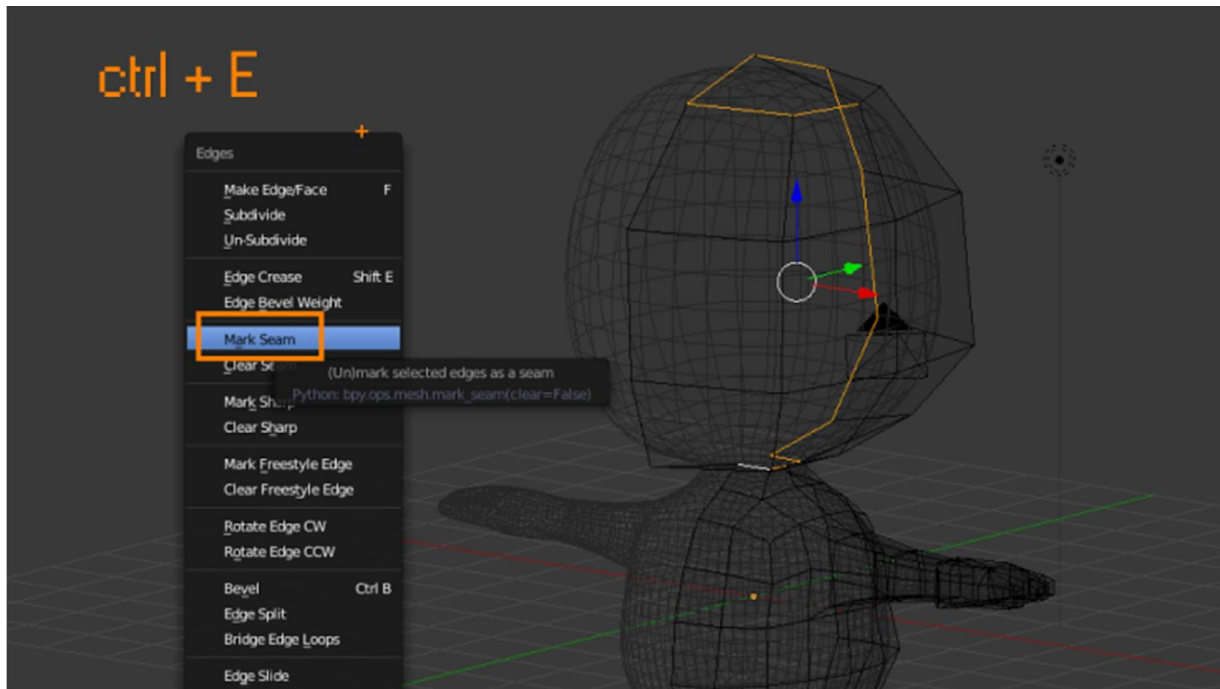 ctrl + E
Edges
Make Edge/Face F
Subdivide
Un-Subdivide
Edge Crease Shift E
Edge Bevel Weight
Mark Seam
Clear
(Un)mark selected edges as a seam
Python: bpy.ops.mesh.mark_seam(clear=False)
Mark
Clear Sharp
Mark Freestyle Edge
Clear Freestyle Edge
Rotate Edge CW
Rotate Edge CCW
Bevel Ctrl B
Edge Split
Bridge Edge Loops
Edge Slide